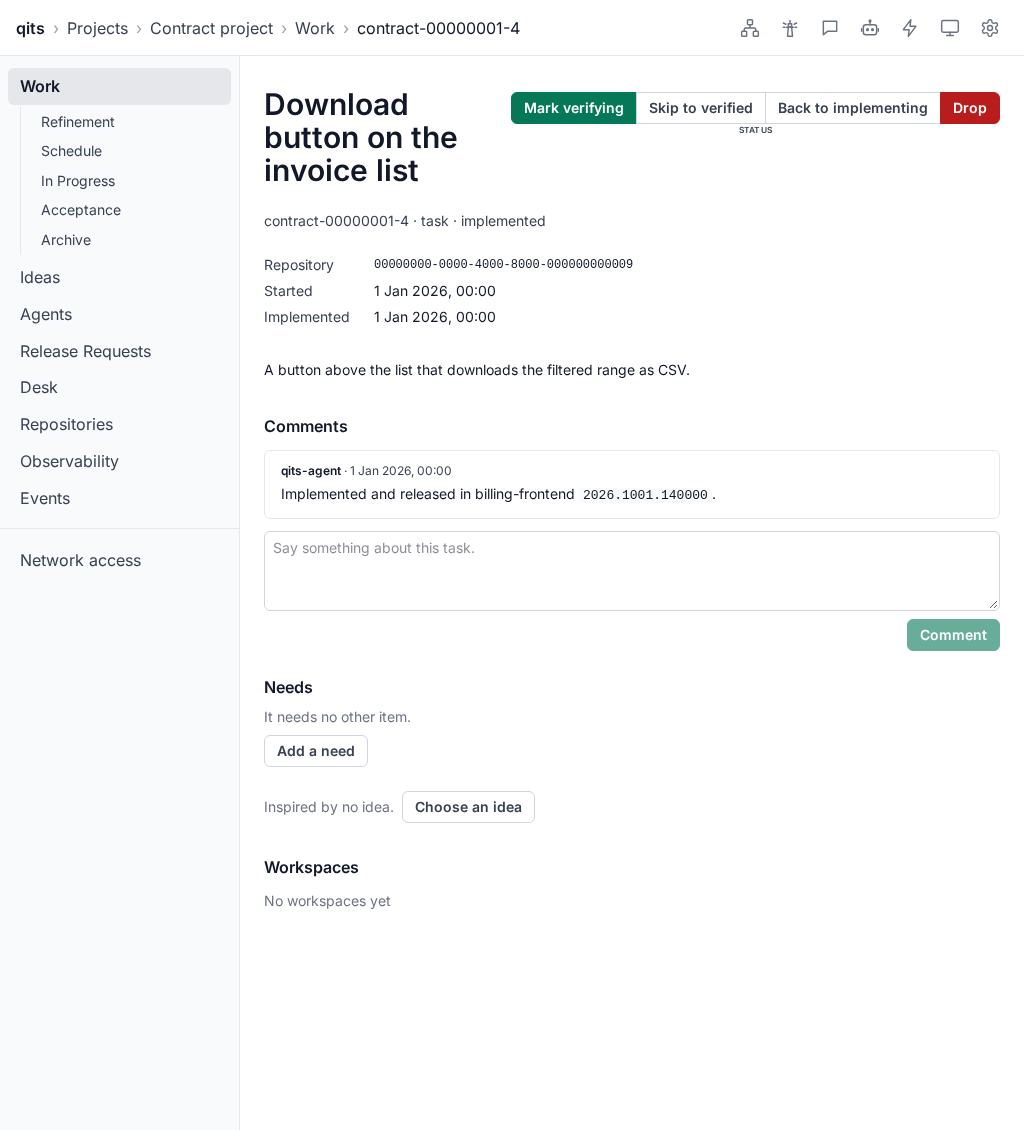 qits › Projects › Contract project › Work › contract-00000001-4
Work
Refinement
Schedule
In Progress
Acceptance
Archive
Ideas
Agents
Release Requests
Desk
Repositories
Observability
Events
Network access
Download
button on the
invoice list
Mark verifying Skip to verified Back to implementing Drop
STATUS
contract-00000001-4 · task · implemented
Repository 00000000-0000-4000-8000-000000000009
Started 1 Jan 2026, 00:00
Implemented 1 Jan 2026, 00:00
A button above the list that downloads the filtered range as CSV.
Comments
qits-agent · 1 Jan 2026, 00:00
Implemented and released in billing-frontend 2026.1001.140000.
Say something about this task.
Comment
Needs
It needs no other item.
Add a need
Inspired by no idea. Choose an idea
Workspaces
No workspaces yet